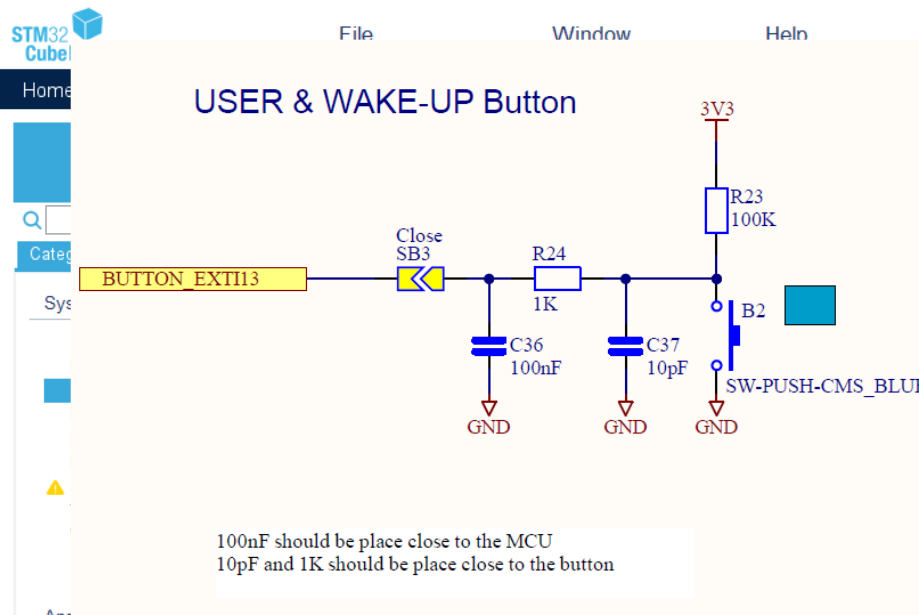 STM32
Cube
File
Window
Help
Home
USER & WAKE-UP Button
3V3
R23
100K
Close
SB3
R24
BUTTON_EXTI13
1K
B2
C36
100nF
C37
10pF
SW-PUSH-CMS_BLU
GND
GND
GND
Categ
Sys
100nF should be place close to the MCU
10pF and 1K should be place close to the button